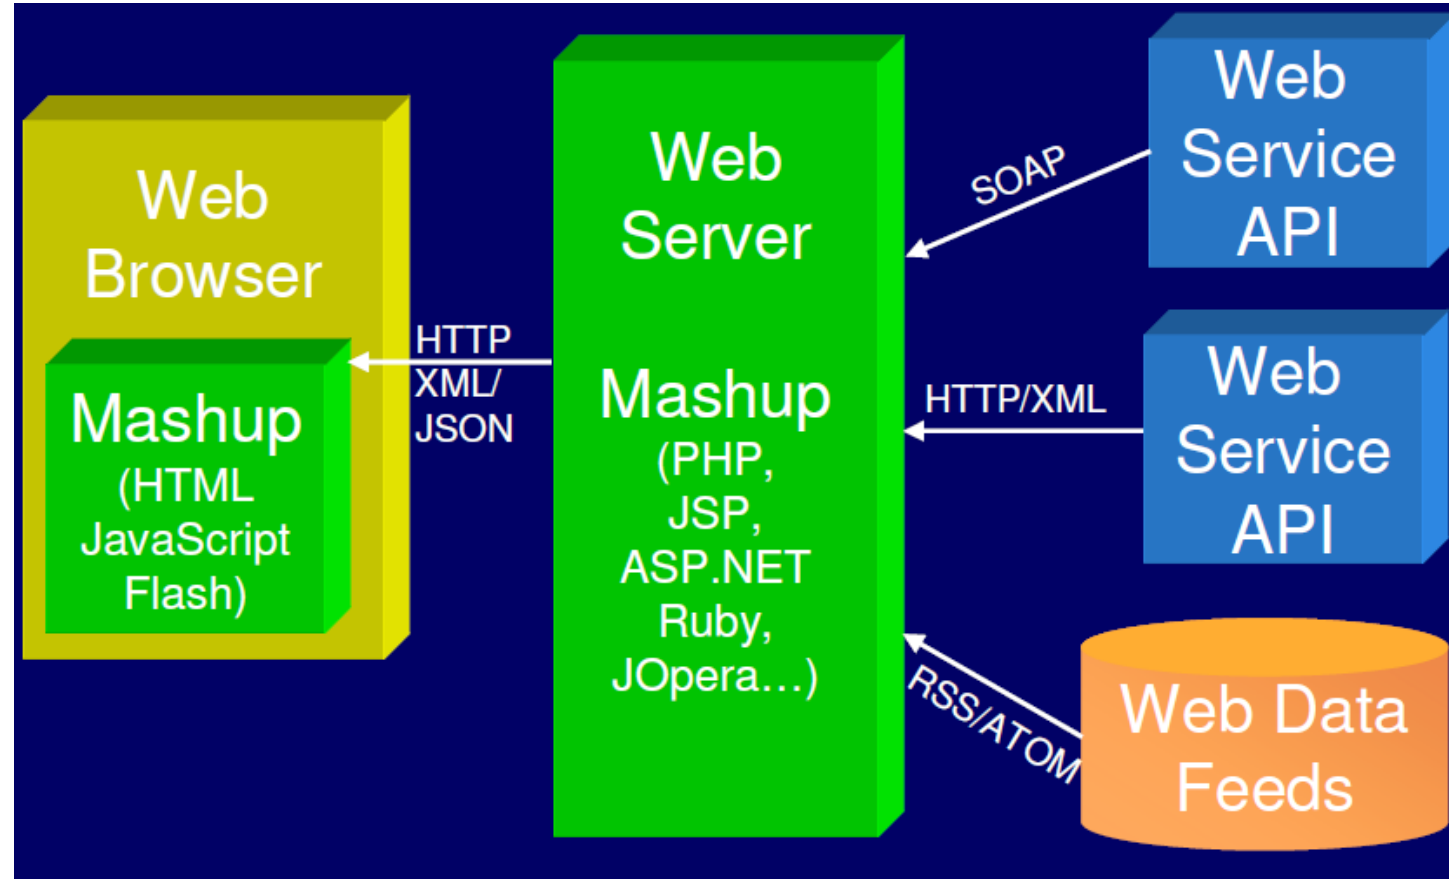 Web
Browser
Mashup
(HTML
JavaScript
Flash)
HTTP
XML/
JSON
Web
Server
Mashup
(PHP,
JSP,
ASP.NET
Ruby,
JOpera…)
SOAP
HTTP/XML
RSS/ATOM
Web
Service
API
Web
Service
API
Web Data
Feeds